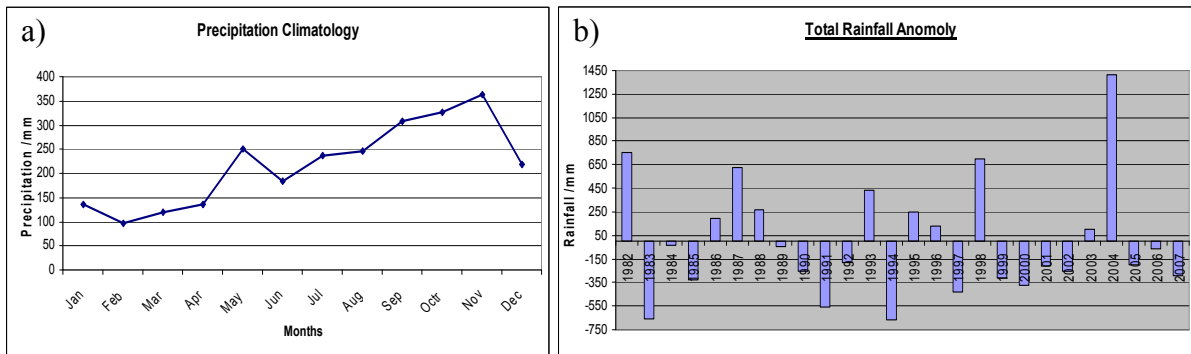 a)
Precipitation Climatology
400
350
300
250
200
150
100
50
0
Precipitation /mm
Jan Feb Mar Apr May Jun Jul Aug Sep Octr Nov Dec
Months
b)
Total Rainfall Anomoly
1450
1250
1050
850
650
450
250
50
-150
-350
-550
-750
Rainfall /mm
1982 1983 1984 1985 1986 1987 1988 1989 1990 1991 1992 1993 1994 1995 1996 1997 1998 1999 2000 2001 2002 2003 2004 2005 2006 2007